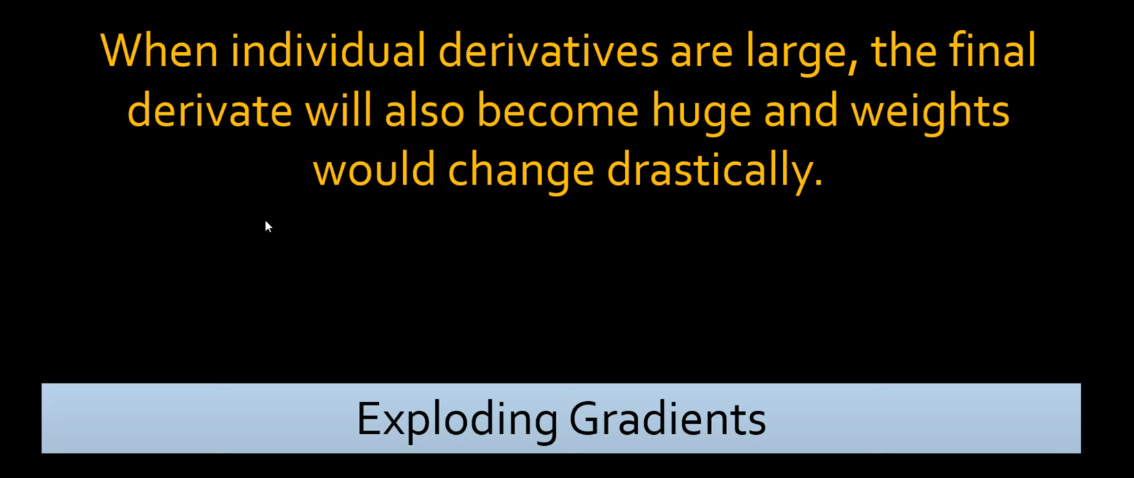 When individual derivatives are large, the final
derivate will also become huge and weights
would change drastically.
Exploding Gradients